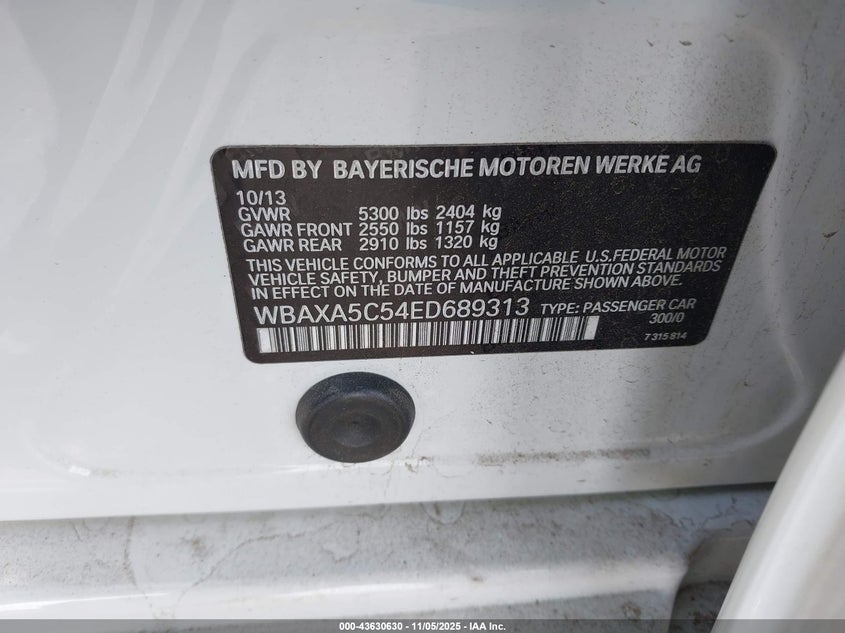 MFD BY BAYERISCHE MOTOREN WERKE AG
10/13
GVWR 5300 lbs 2404 kg
GAWR FRONT 2550 lbs 1157 kg
GAWR REAR 2910 lbs 1320 kg
THIS VEHICLE CONFORMS TO ALL APPLICABLE U.S.FEDERAL MOTOR
VEHICLE SAFETY, BUMPER AND THEFT PREVENTION STANDARDS
IN EFFECT ON THE DATE OF MANUFACTURE SHOWN ABOVE.
WBAXA5C54ED689313 TYPE: PASSENGER CAR
300/0
7 315 814
000-43630630 - 11/05/2025 - IAA Inc.